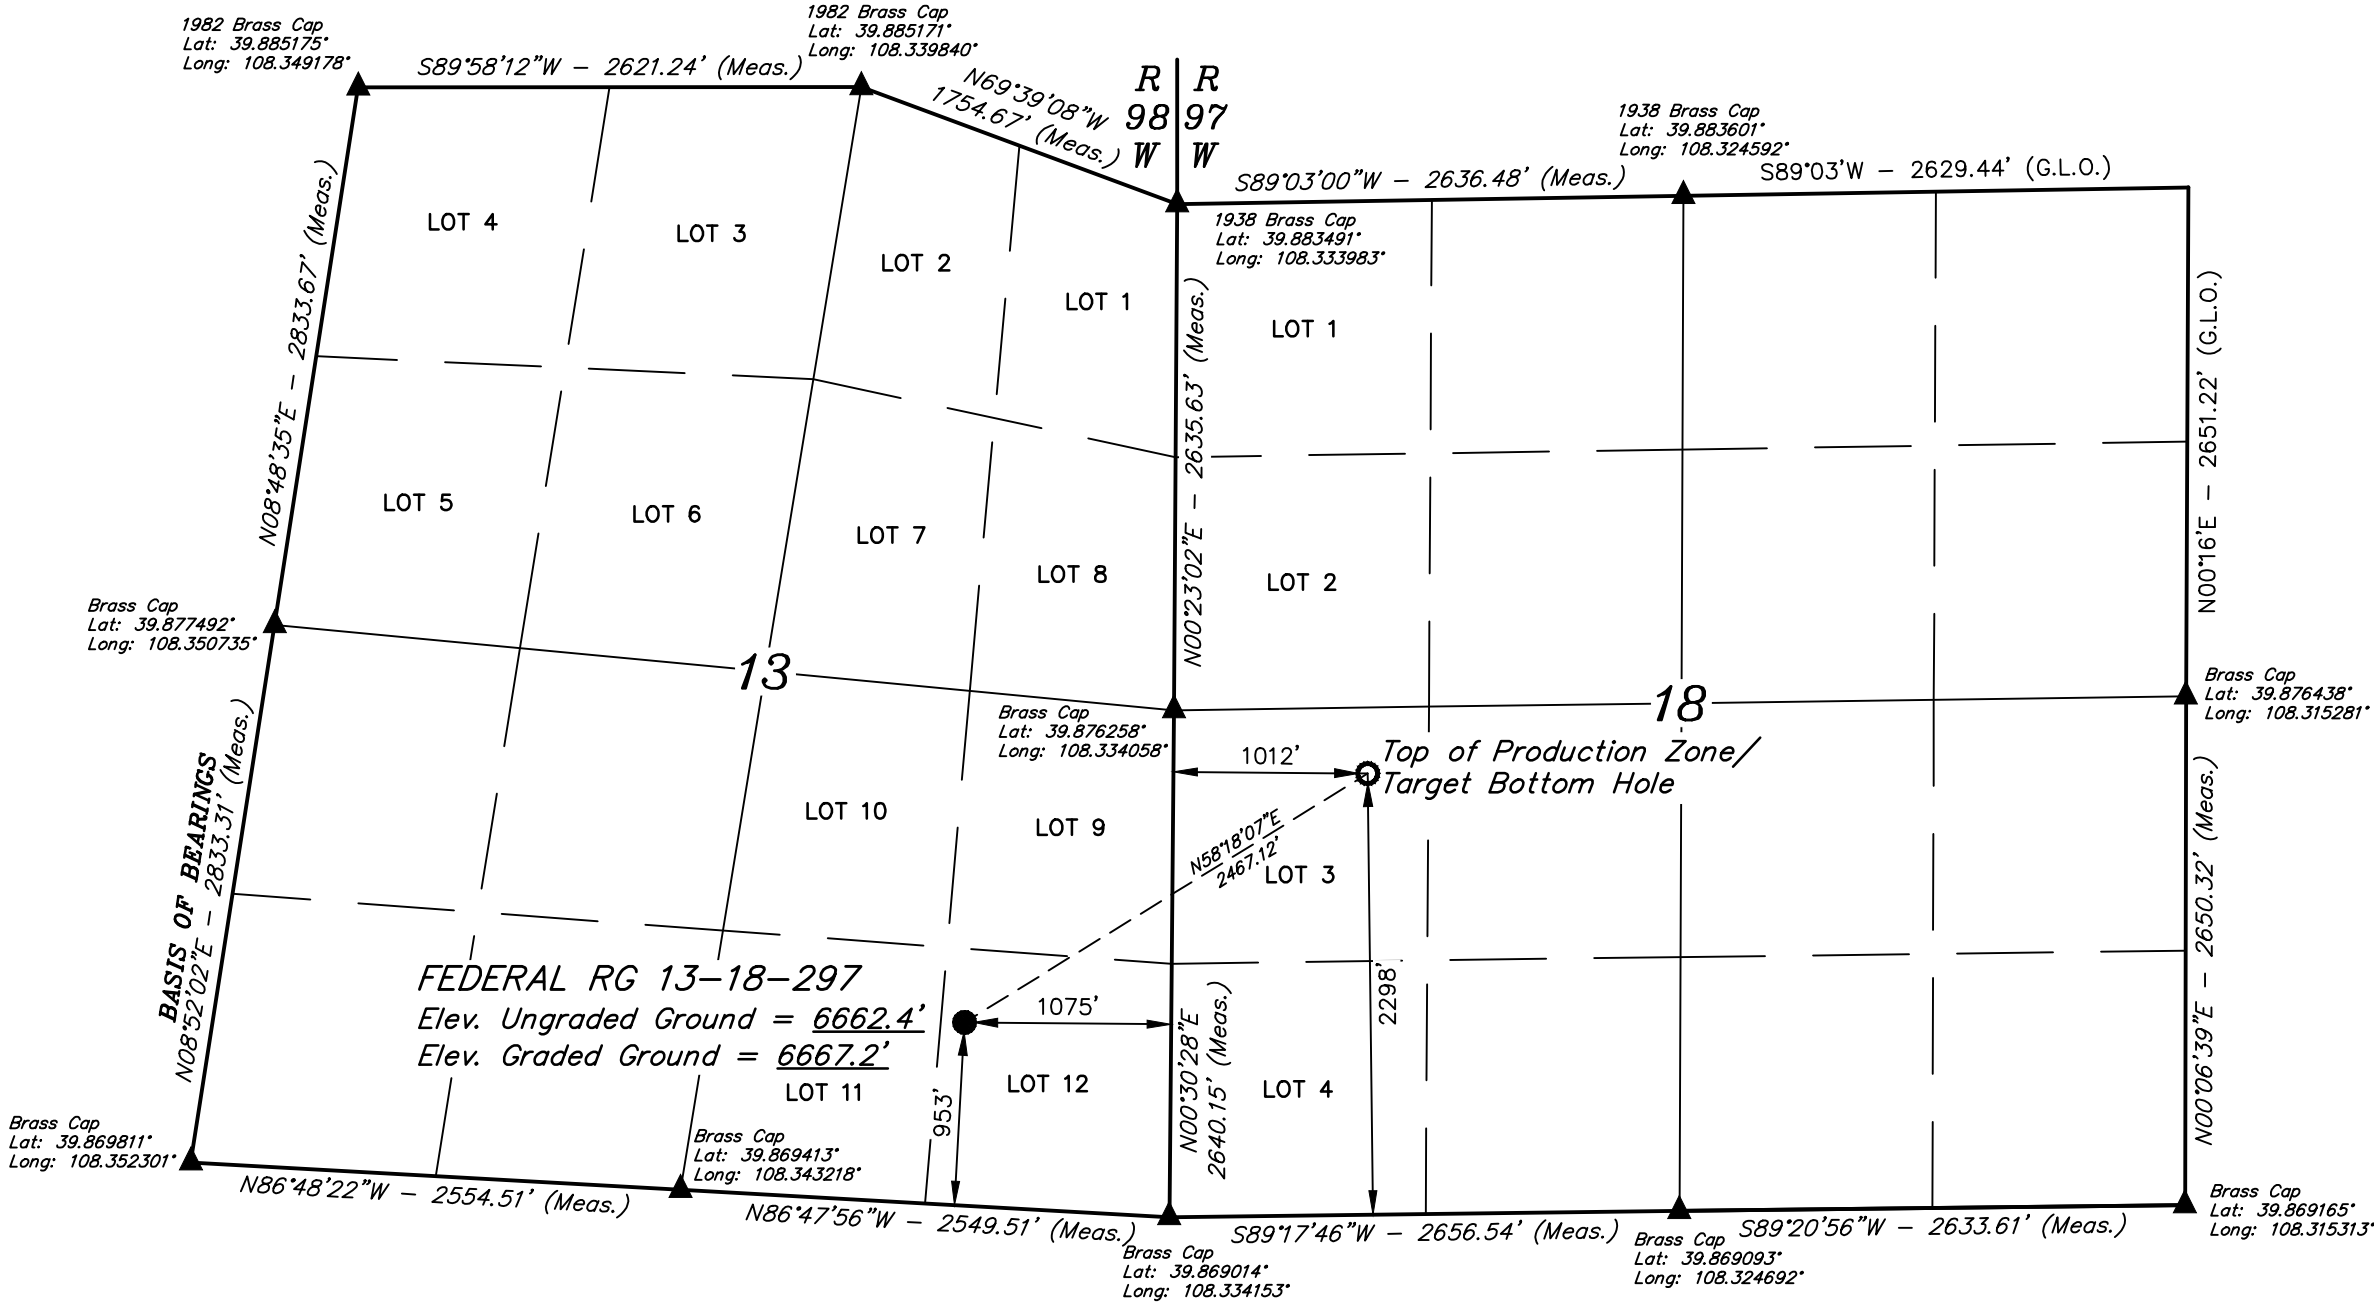 1982 Brass Cap
Lat: 39.885175°
Long: 108.349178°
1982 Brass Cap
Lat: 39.885171°
Long: 108.339840°
S89°58'12"W - 2621.24' (Meas.)
N69°39'08"W
1754.67' (Meas.)
R R
98 97
W W
1938 Brass Cap
Lat: 39.883601°
Long: 108.324592°
S89°03'00"W - 2636.48' (Meas.)
S89°03'W - 2629.44' (G.L.O.)
1938 Brass Cap
Lat: 39.883491°
Long: 108.333983°
LOT 4
LOT 3
LOT 2
LOT 1
LOT 1
N08°48'35"E - 2833.67' (Meas.)
N00°23'02"E - 2635.63' (Meas.)
N00°16'E - 2651.22' (G.L.O.)
LOT 5
LOT 6
LOT 7
LOT 8
LOT 2
Brass Cap
Lat: 39.877492°
Long: 108.350735°
13
18
Brass Cap
Lat: 39.876258°
Long: 108.334058°
Brass Cap
Lat: 39.876438°
Long: 108.315281°
1012'
Top of Production Zone/
Target Bottom Hole
BASIS OF BEARINGS
N08°52'02"E - 2833.31' (Meas.)
LOT 10
LOT 9
N58°18'07"E
2467.12'
LOT 3
N00°06'39"E - 2650.32' (Meas.)
FEDERAL RG 13-18-297
Elev. Ungraded Ground = 6662.4'
Elev. Graded Ground = 6667.2'
1075'
2298'
953'
N00°30'28"E
2640.15' (Meas.)
LOT 11
LOT 12
LOT 4
Brass Cap
Lat: 39.869811°
Long: 108.352301°
Brass Cap
Lat: 39.869413°
Long: 108.343218°
N86°48'22"W - 2554.51' (Meas.)
N86°47'56"W - 2549.51' (Meas.)
S89°17'46"W - 2656.54' (Meas.)
S89°20'56"W - 2633.61' (Meas.)
Brass Cap
Lat: 39.869014°
Long: 108.334153°
Brass Cap
Lat: 39.869093°
Long: 108.324692°
Brass Cap
Lat: 39.869165°
Long: 108.315313°